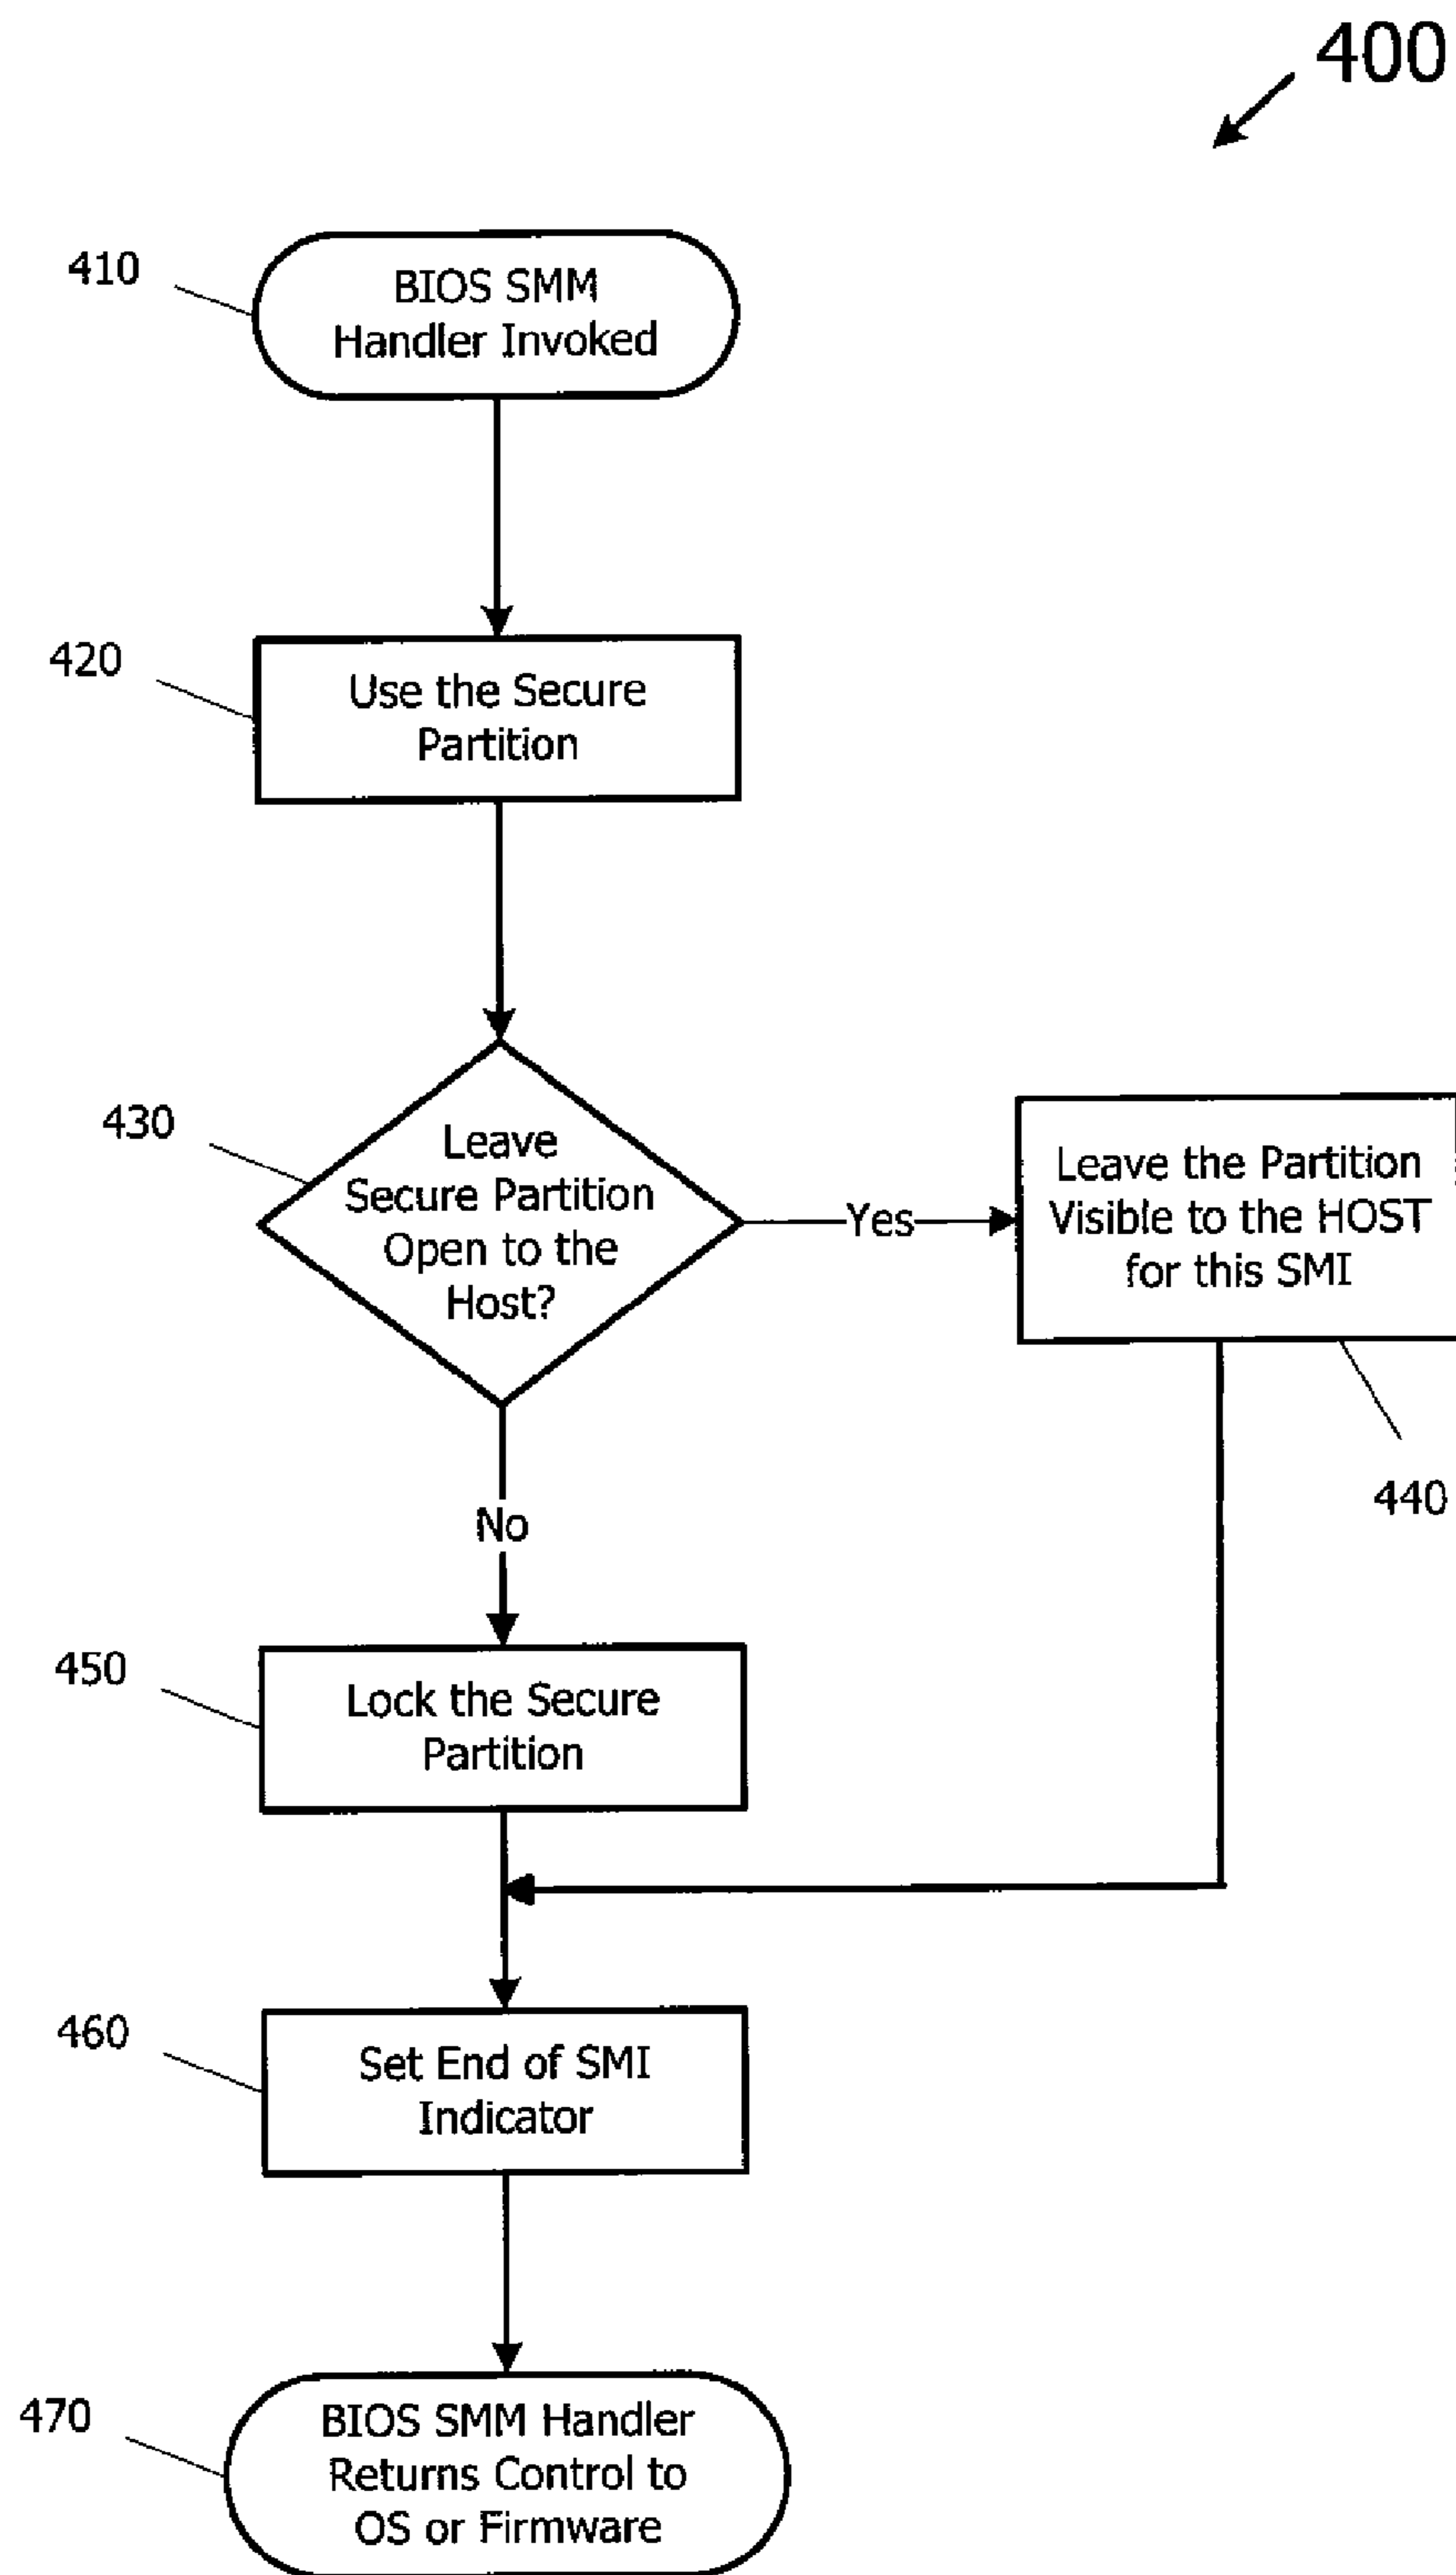 400
410
BIOS SMM
Handler Invoked
420
Use the Secure
Partition
430
Leave
Secure Partition
Open to the
Host?
Yes
Leave the Partition
Visible to the HOST
for this SMI
440
No
450
Lock the Secure
Partition
460
Set End of SMI
Indicator
470
BIOS SMM Handler
Returns Control to
OS or Firmware